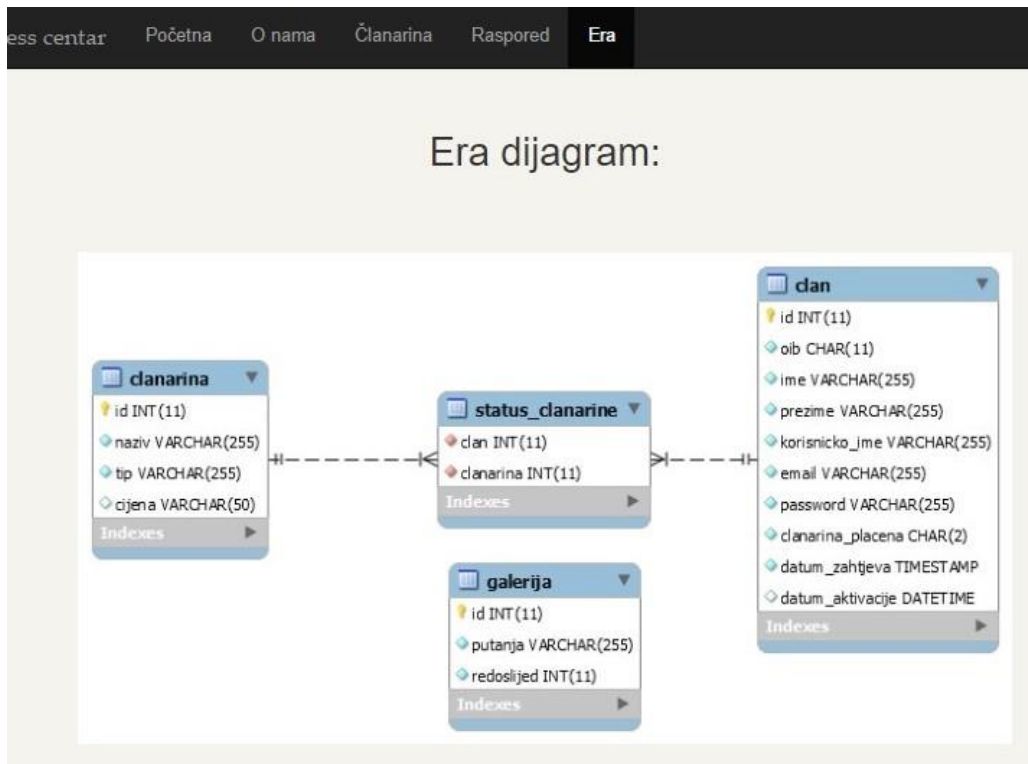 ess centar Početna O nama Članarina Raspored Era
Era dijagram:
clanarina
id INT(11)
naziv VARCHAR(255)
tip VARCHAR(255)
cijena VARCHAR(50)
Indexes
status_clanarine
clan INT(11)
clanarina INT(11)
Indexes
galerija
id INT(11)
putanja VARCHAR(255)
redoslijed INT(11)
Indexes
clan
id INT(11)
oib CHAR(11)
ime VARCHAR(255)
prezime VARCHAR(255)
korisnicko_ime VARCHAR(255)
email VARCHAR(255)
password VARCHAR(255)
clanarina_placena CHAR(2)
datum_zahtjeva TIMESTAMP
datum_aktivacije DATETIME
Indexes